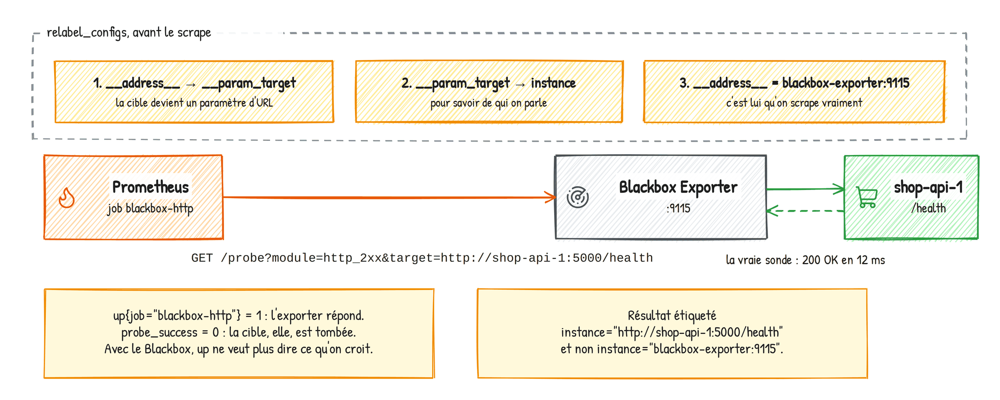 relabel_configs, avant le scrape
1. __address__ → __param_target
la cible devient un paramètre d'URL
2. __param_target → instance
pour savoir de qui on parle
3. __address__ = blackbox-exporter:9115
c'est lui qu'on scrape vraiment
Prometheus
job blackbox-http
Blackbox Exporter
:9115
shop-api-1
/health
GET /probe?module=http_2xx&target=http://shop-api-1:5000/health
la vraie sonde : 200 OK en 12 ms
up{job="blackbox-http"} = 1 : l'exporter répond.
probe_success = 0 : la cible, elle, est tombée.
Avec le Blackbox, up ne veut plus dire ce qu'on croit.
Résultat étiqueté
instance="http://shop-api-1:5000/health"
et non instance="blackbox-exporter:9115".